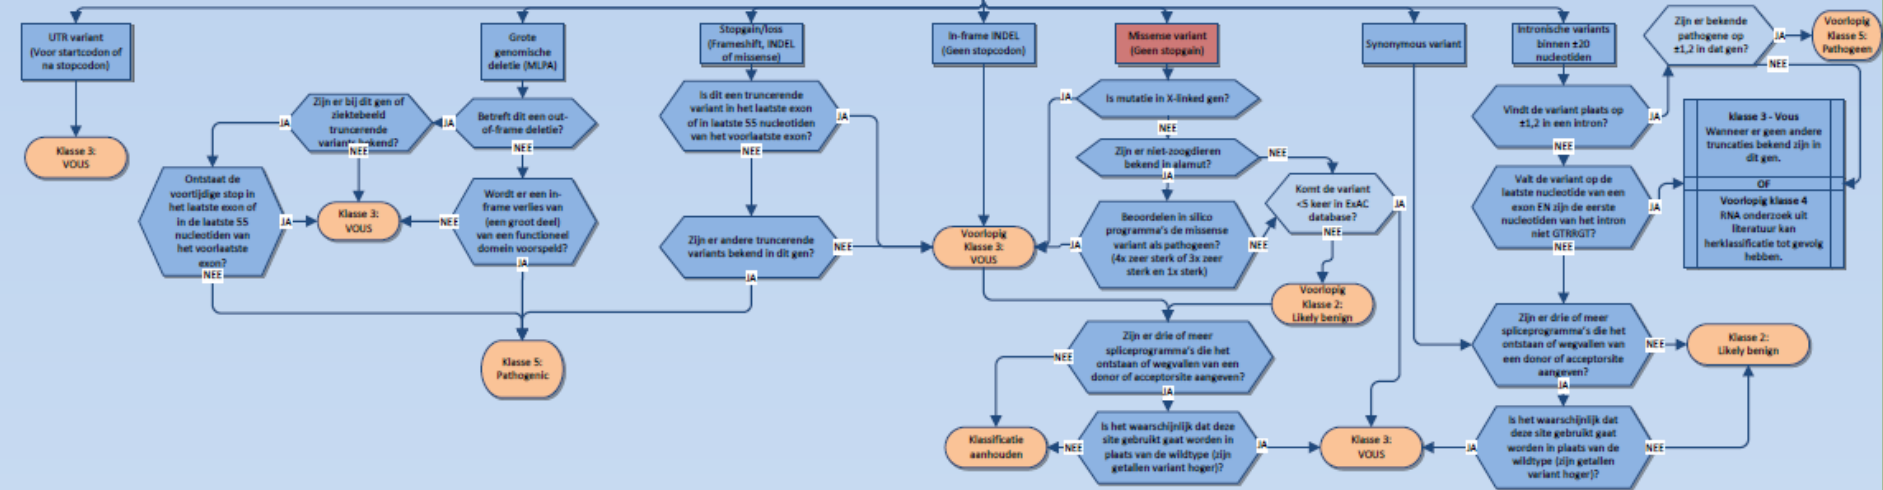 UTR variant
(Voor startcodon of
na stopcodon)
Klasse 3:
VOUS
Grote
genomische
deletie (MLPA)
Betreft dit een out-
of-frame deletie?
JA
NEE
Zijn er bij dit gen of
ziektebeeld
truncerende
variants bekend?
JA
NEE
Ontstaat de
voortijdige stop in
het laatste exon of
in de laatste 55
nucleotiden van
het voorlaatste
exon?
JA
NEE
Klasse 3:
VOUS
Wordt er een in-
frame verlies van
(een groot deel)
van een functioneel
domein voorspeld?
NEE
JA
Klasse 5:
Pathogenic
Stopgain/loss
(Frameshift, INDEL
of missense)
Is dit een truncerende
variant in het laatste exon
of in laatste 55 nucleotiden
van het voorlaatste exon?
JA
NEE
Zijn er andere truncerende
variants bekend in dit gen?
NEE
JA
In-frame INDEL
(Geen stopcodon)
Voorlopig
Klasse 3:
VOUS
Missense variant
(Geen stopgain)
Is mutatie in X-linked gen?
JA
NEE
Zijn er niet-zoogdieren
bekend in alamut?
NEE
JA
Beoordelen in silico
programma's de missense
variant als pathogeen?
(4x zeer sterk of 3x zeer
sterk en 1x sterk)
JA
NEE
Komt de variant
<5 keer in ExAC
database?
JA
NEE
Voorlopig
Klasse 2:
Likely benign
Zijn er drie of meer
spliceprogramma's die het
ontstaan of wegvallen van een
donor of acceptorsite aangeven?
NEE
JA
Is het waarschijnlijk dat deze
site gebruikt gaat worden in
plaats van de wildtype (zijn
getallen variant hoger)?
NEE
JA
Klassificatie
aanhouden
Klasse 3:
VOUS
Synonymous variant
Intronische variants
binnen ±20
nucleotiden
Vindt de variant plaats op
±1,2 in een intron?
JA
NEE
Zijn er bekende
pathogene op
±1,2 in dat gen?
JA
NEE
Voorlopig
Klasse 5:
Pathogeen
Valt de variant op de
laatste nucleotide van een
exon EN zijn de eerste
nucleotiden van het intron
niet GTRRGT?
JA
NEE
klasse 3 - Vous
Wanneer er geen andere
truncaties bekend zijn in
dit gen.
OF
Voorlopig klasse 4
RNA onderzoek uit
literatuur kan
herklassificatie tot gevolg
hebben.
Zijn er drie of meer
spliceprogramma's die het
ontstaan of wegvallen van
een donor of acceptorsite
aangeven?
NEE
JA
Klasse 2:
Likely benign
Is het waarschijnlijk dat
deze site gebruikt gaat
worden in plaats van de
wildtype (zijn getallen
variant hoger)?
JA
NEE